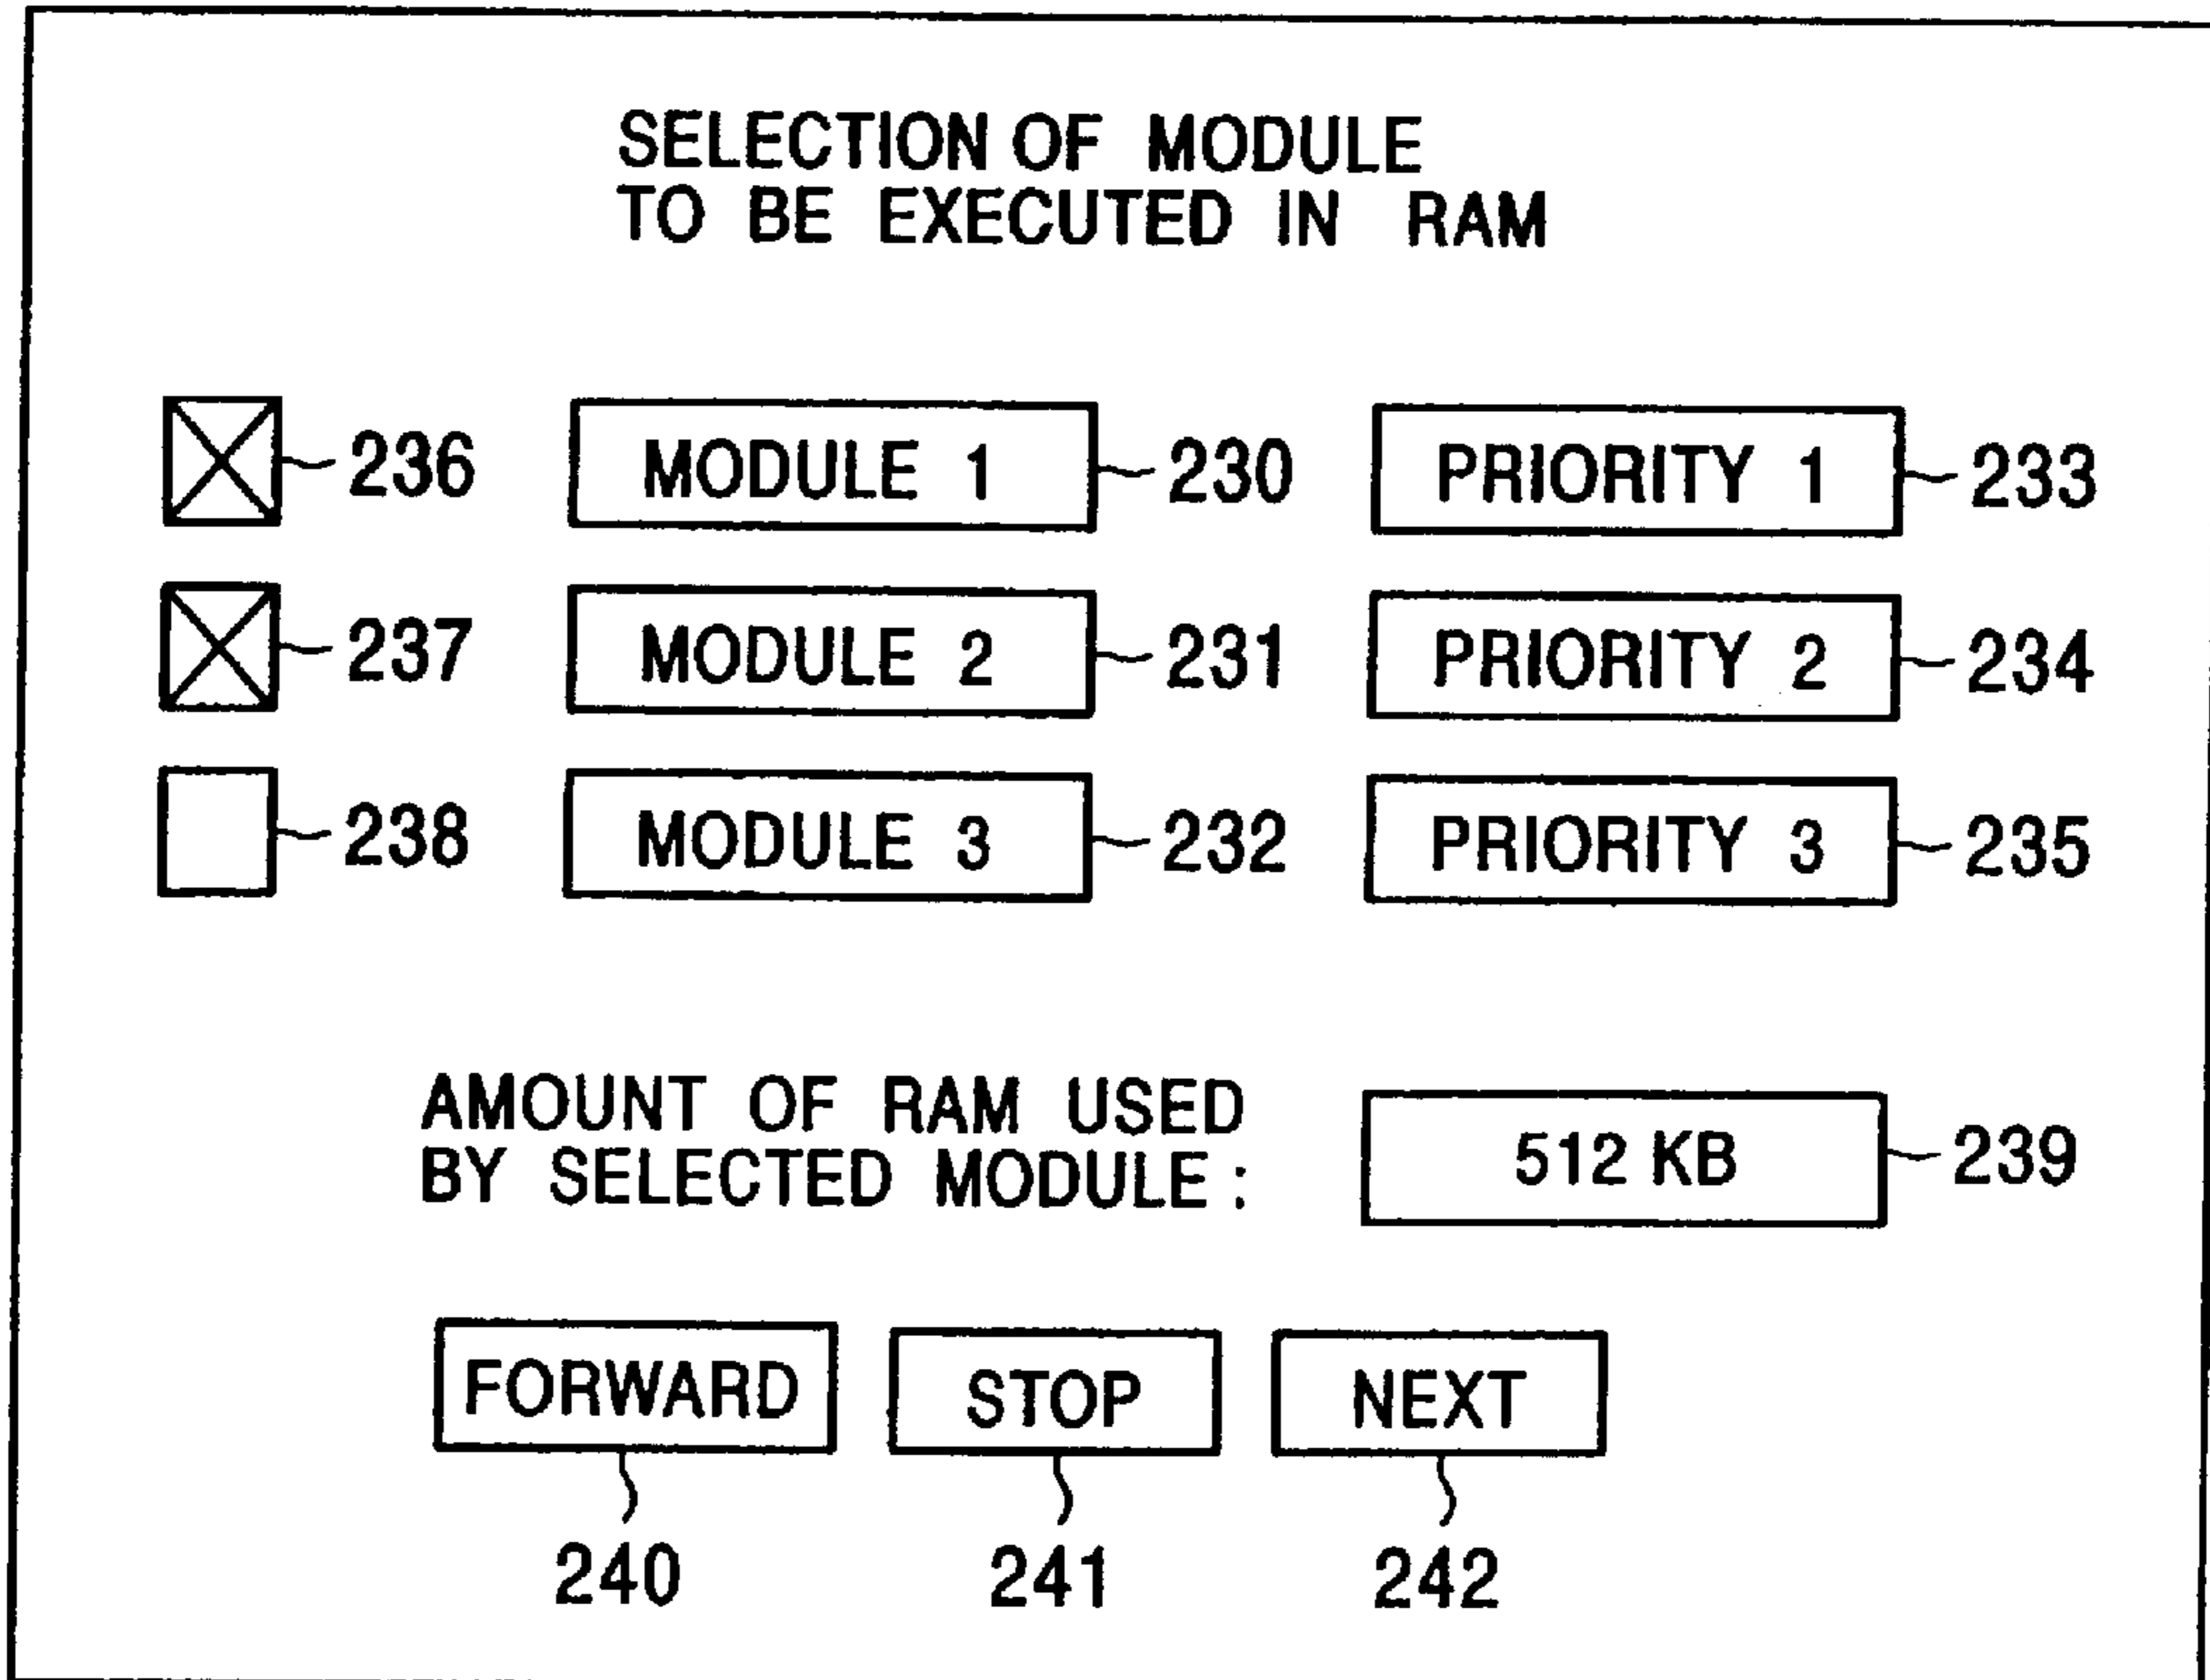 SELECTION OF MODULE
TO BE EXECUTED IN RAM
236 MODULE 1 230 PRIORITY 1 233
237 MODULE 2 231 PRIORITY 2 234
238 MODULE 3 232 PRIORITY 3 235
AMOUNT OF RAM USED
BY SELECTED MODULE : 512 KB 239
FORWARD STOP NEXT
240 241 242